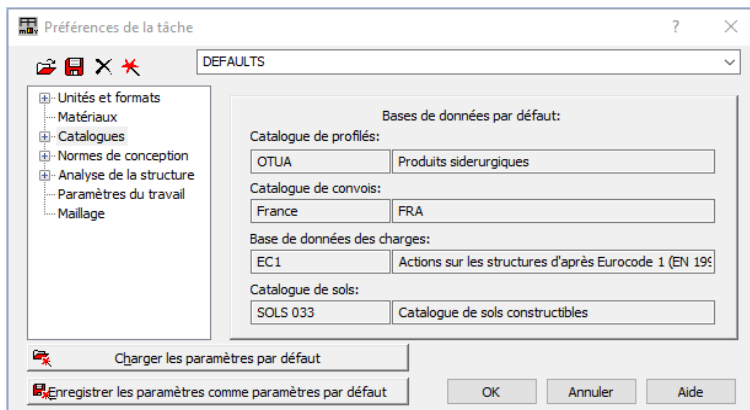 Préférences de la tâche
DEFAULTS
Unités et formats
Matériaux
Catalogues
Normes de conception
Analyse de la structure
Paramètres du travail
Maillage
Bases de données par défaut:
Catalogue de profilés:
OTUA Produits siderurgiques
Catalogue de convois:
France FRA
Base de données des charges:
EC1 Actions sur les structures d'après Eurocode 1 (EN 199
Catalogue de sols:
SOLS 033 Catalogue de sols constructibles
Charger les paramètres par défaut
Enregistrer les paramètres comme paramètres par défaut
OK Annuler Aide